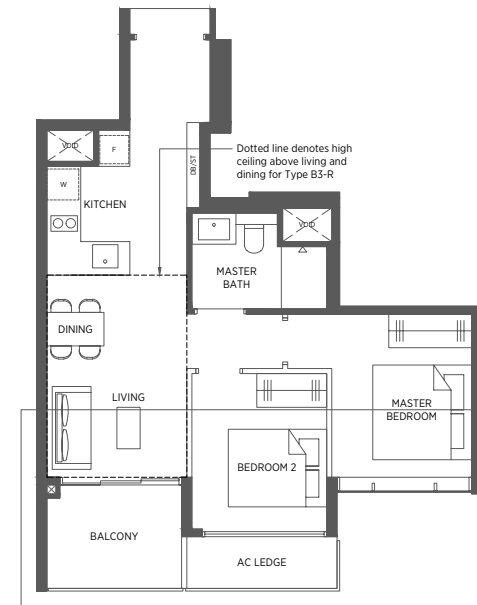 VOID
F
W
DB/ST
KITCHEN
Dotted line denotes high
ceiling above living and
dining for Type B3-R
VOID
MASTER
BATH
DINING
LIVING
MASTER
BEDROOM
BEDROOM 2
BALCONY
AC LEDGE